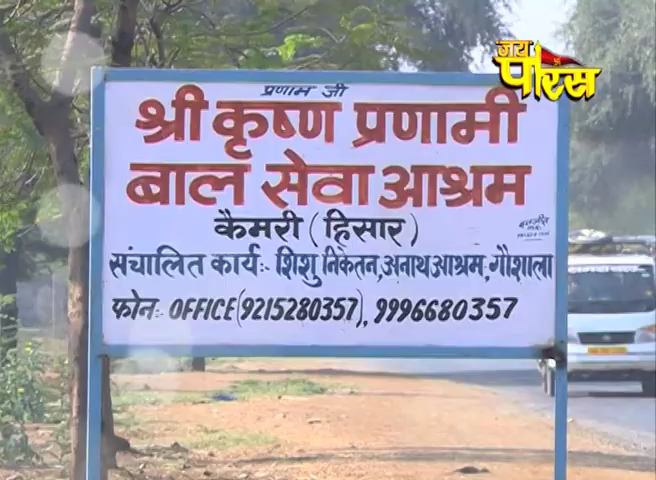 जय
पारस
प्रणाम जी
श्री कृष्ण प्रणामी
बाल सेवा आश्रम
कैमरी (हिसार)
संचालित कार्य:- शिशु निकेतन, अनाथ आश्रम, गौशाला
फोन:- OFFICE (9215280357), 9996680357